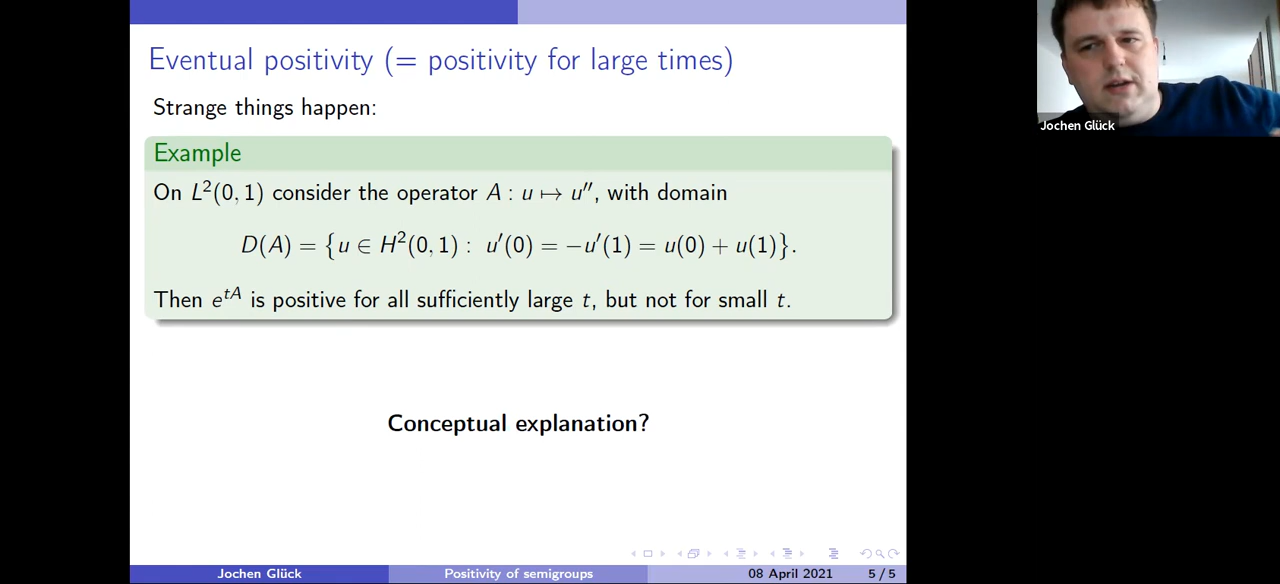 Eventual positivity (= positivity for large times)
Strange things happen:
Example
On L²(0, 1) consider the operator A : u ↦ u′′, with domain
D(A) = {u ∈ H²(0, 1) : u′(0) = −u′(1) = u(0) + u(1)}.
Then e^{tA} is positive for all sufficiently large t, but not for small t.
Conceptual explanation?
Jochen Glück
Jochen Glück Positivity of semigroups 08 April 2021 5 / 5